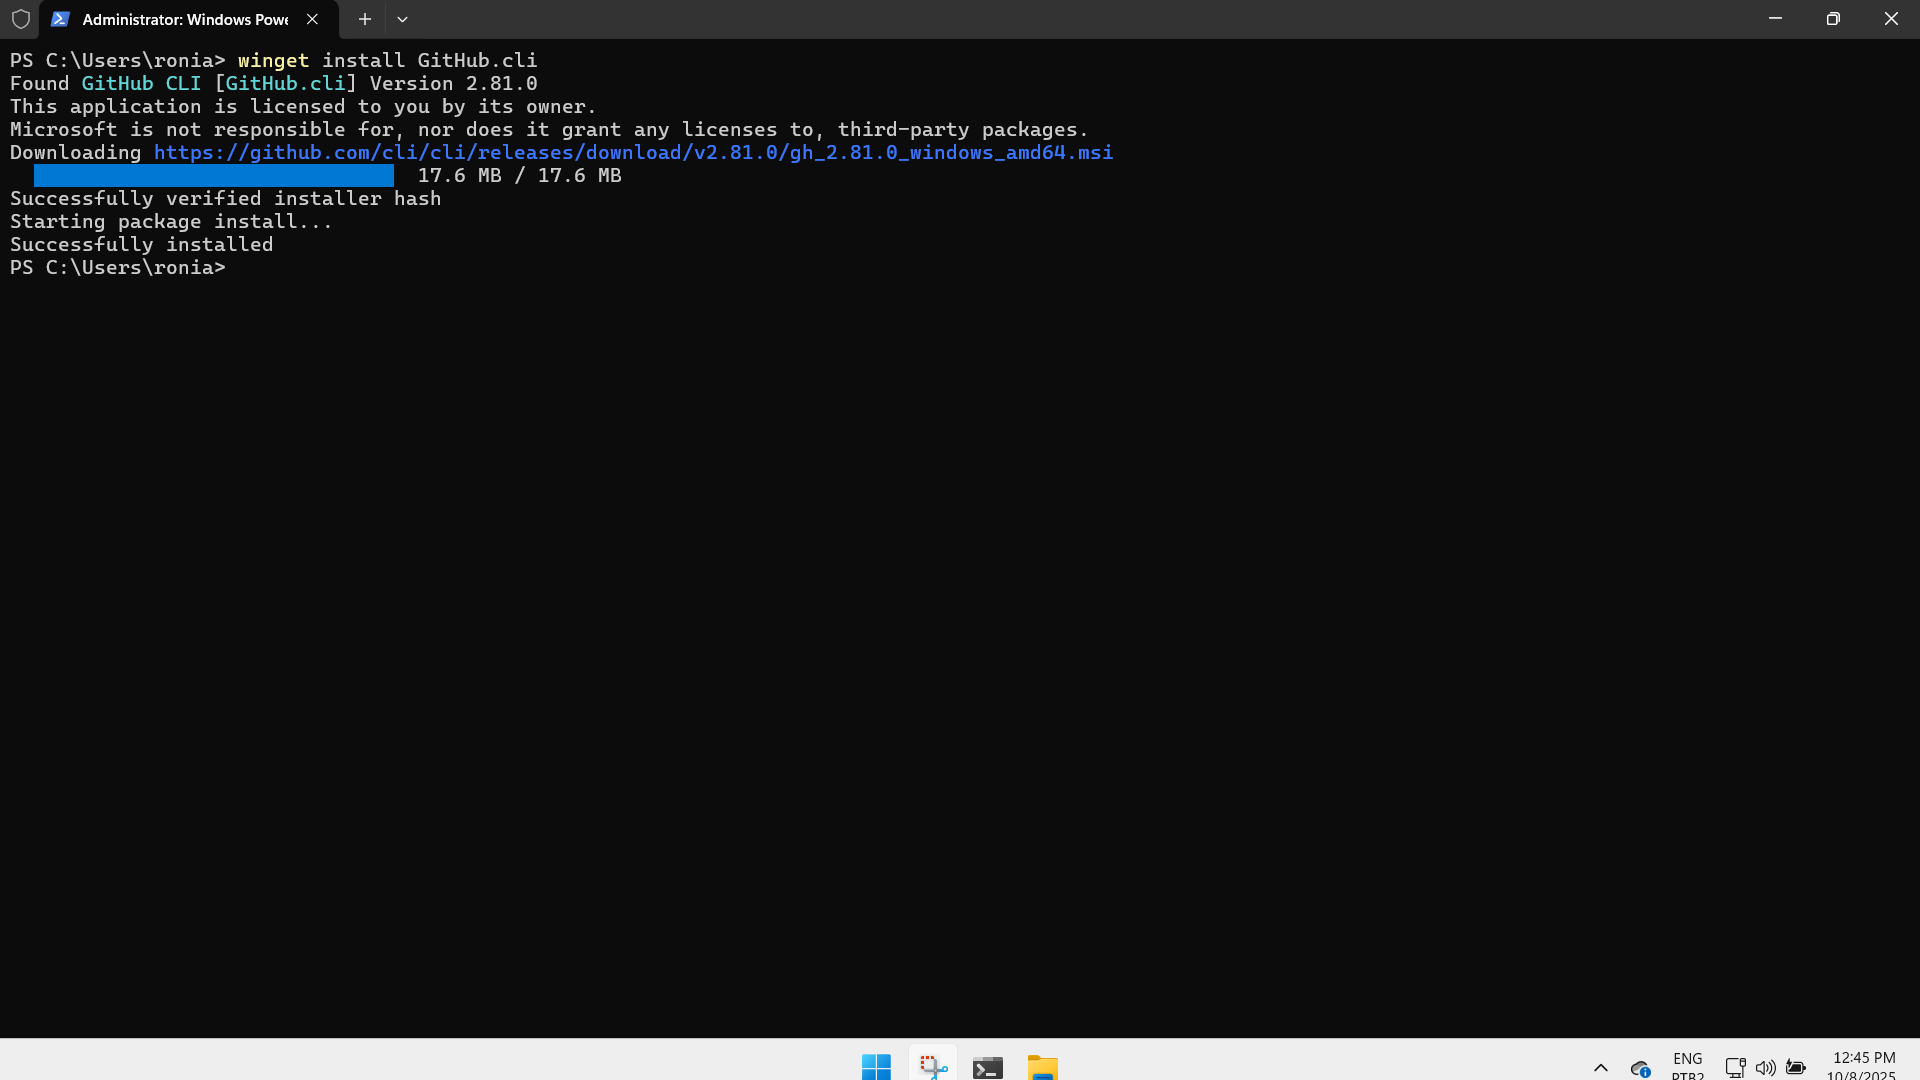 Administrator: Windows Powe
PS C:\Users\ronia> winget install GitHub.cli
Found GitHub CLI [GitHub.cli] Version 2.81.0
This application is licensed to you by its owner.
Microsoft is not responsible for, nor does it grant any licenses to, third-party packages.
Downloading https://github.com/cli/cli/releases/download/v2.81.0/gh_2.81.0_windows_amd64.msi
17.6 MB / 17.6 MB
Successfully verified installer hash
Starting package install...
Successfully installed
PS C:\Users\ronia>
ENG
PTB2
12:45 PM
10/8/2025